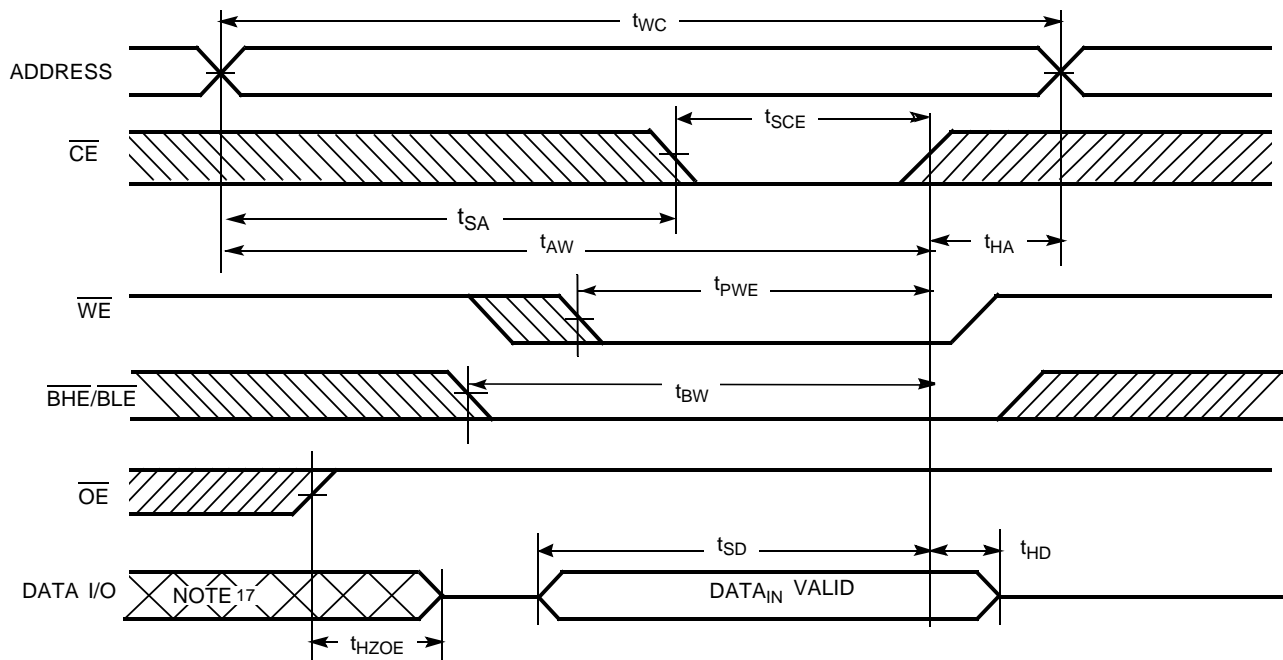 tWC
ADDRESS
tSCE
CE
tSA
tAW
tHA
tPWE
WE
BHE/BLE
tBW
OE
tSD
tHD
DATA I/O NOTE 17 DATAIN VALID
tHZOE